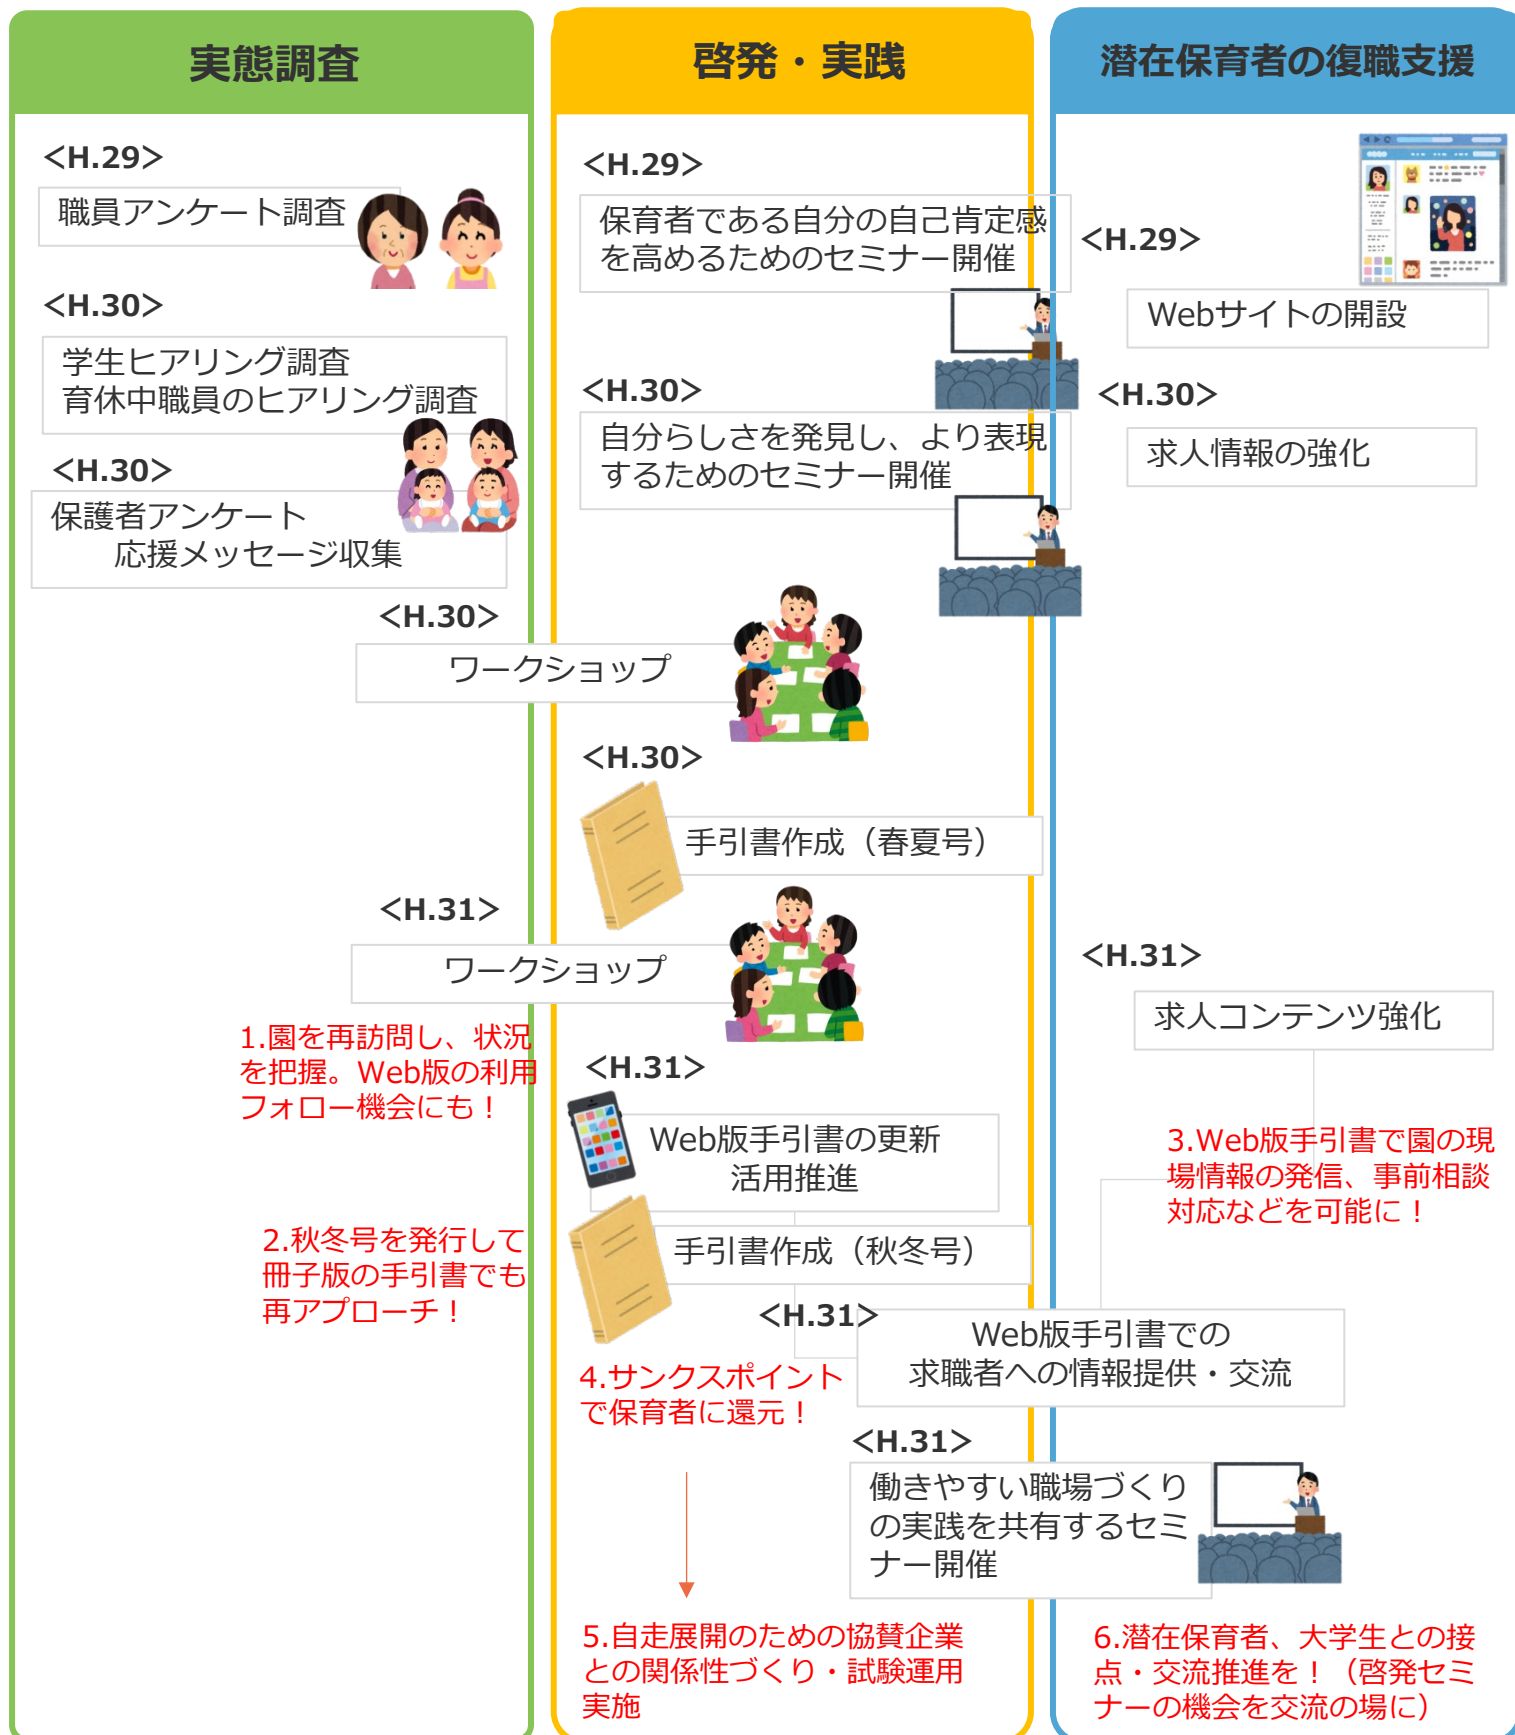 実態調査
<H.29>
職員アンケート調査
<H.30>
学生ヒアリング調査
育休中職員のヒアリング調査
<H.30>
保護者アンケート
応援メッセージ収集
<H.30>
ワークショップ
<H.31>
ワークショップ
1.園を再訪問し、状況
を把握。Web版の利用
フォロー機会にも！
2.秋冬号を発行して
冊子版の手引書でも
再アプローチ！
啓発・実践
<H.29>
保育者である自分の自己肯定感
を高めるためのセミナー開催
<H.30>
自分らしさを発見し、より表現
するためのセミナー開催
<H.30>
手引書作成（春夏号）
<H.31>
Web版手引書の更新
活用推進
手引書作成（秋冬号）
<H.31>
Web版手引書での
求職者への情報提供・交流
4.サンクスポイント
で保育者に還元！
<H.31>
働きやすい職場づくり
の実践を共有するセミ
ナー開催
5.自走展開のための協賛企業
との関係性づくり・試験運用
実施
潜在保育者の復職支援
<H.29>
Webサイトの開設
<H.30>
求人情報の強化
<H.31>
求人コンテンツ強化
3.Web版手引書で園の現
場情報の発信、事前相談
対応などを可能に！
6.潜在保育者、大学生との接
点・交流推進を！（啓発セミ
ナーの機会を交流の場に）